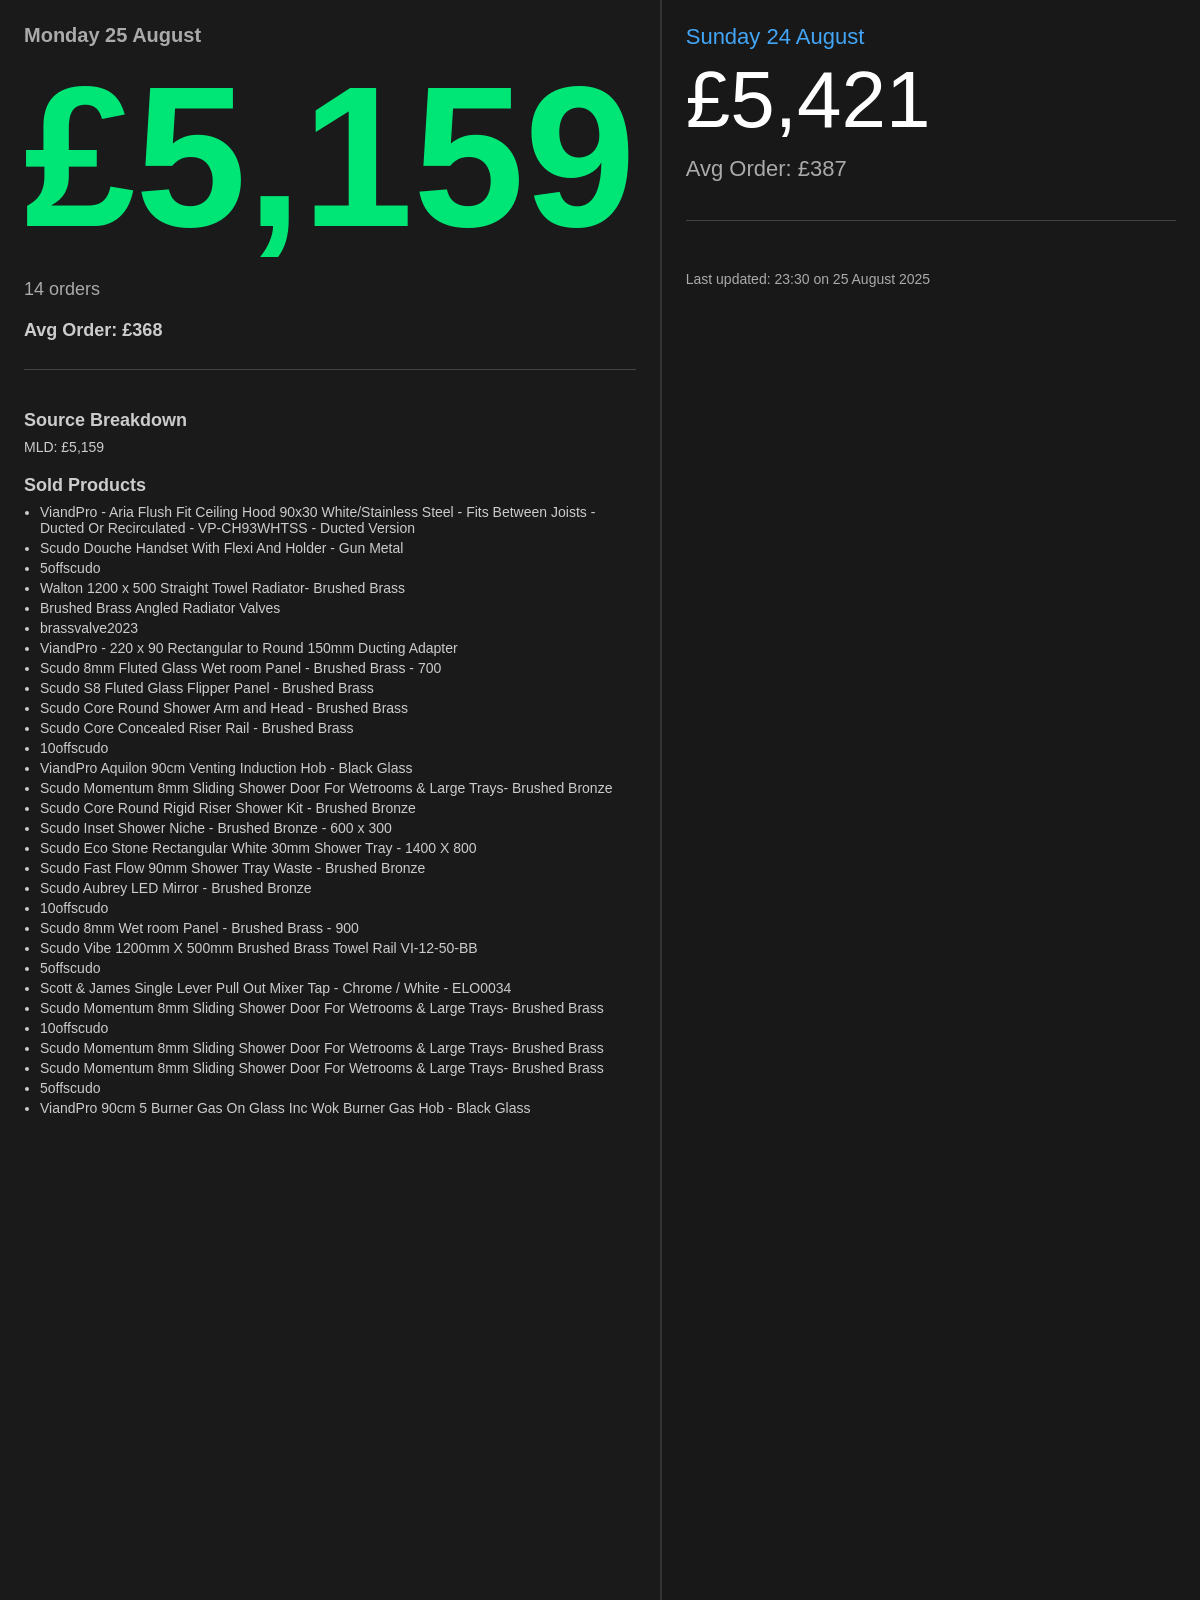 Monday 25 August
£5,159
14 orders
Avg Order: £368
Source Breakdown
MLD: £5,159
Sold Products
• ViandPro - Aria Flush Fit Ceiling Hood 90x30 White/Stainless Steel - Fits Between Joists -
Ducted Or Recirculated - VP-CH93WHTSS - Ducted Version
• Scudo Douche Handset With Flexi And Holder - Gun Metal
• 5offscudo
• Walton 1200 x 500 Straight Towel Radiator- Brushed Brass
• Brushed Brass Angled Radiator Valves
• brassvalve2023
• ViandPro - 220 x 90 Rectangular to Round 150mm Ducting Adapter
• Scudo 8mm Fluted Glass Wet room Panel - Brushed Brass - 700
• Scudo S8 Fluted Glass Flipper Panel - Brushed Brass
• Scudo Core Round Shower Arm and Head - Brushed Brass
• Scudo Core Concealed Riser Rail - Brushed Brass
• 10offscudo
• ViandPro Aquilon 90cm Venting Induction Hob - Black Glass
• Scudo Momentum 8mm Sliding Shower Door For Wetrooms & Large Trays- Brushed Bronze
• Scudo Core Round Rigid Riser Shower Kit - Brushed Bronze
• Scudo Inset Shower Niche - Brushed Bronze - 600 x 300
• Scudo Eco Stone Rectangular White 30mm Shower Tray - 1400 X 800
• Scudo Fast Flow 90mm Shower Tray Waste - Brushed Bronze
• Scudo Aubrey LED Mirror - Brushed Bronze
• 10offscudo
• Scudo 8mm Wet room Panel - Brushed Brass - 900
• Scudo Vibe 1200mm X 500mm Brushed Brass Towel Rail VI-12-50-BB
• 5offscudo
• Scott & James Single Lever Pull Out Mixer Tap - Chrome / White - ELO0034
• Scudo Momentum 8mm Sliding Shower Door For Wetrooms & Large Trays- Brushed Brass
• 10offscudo
• Scudo Momentum 8mm Sliding Shower Door For Wetrooms & Large Trays- Brushed Brass
• Scudo Momentum 8mm Sliding Shower Door For Wetrooms & Large Trays- Brushed Brass
• 5offscudo
• ViandPro 90cm 5 Burner Gas On Glass Inc Wok Burner Gas Hob - Black Glass
Sunday 24 August
£5,421
Avg Order: £387
Last updated: 23:30 on 25 August 2025